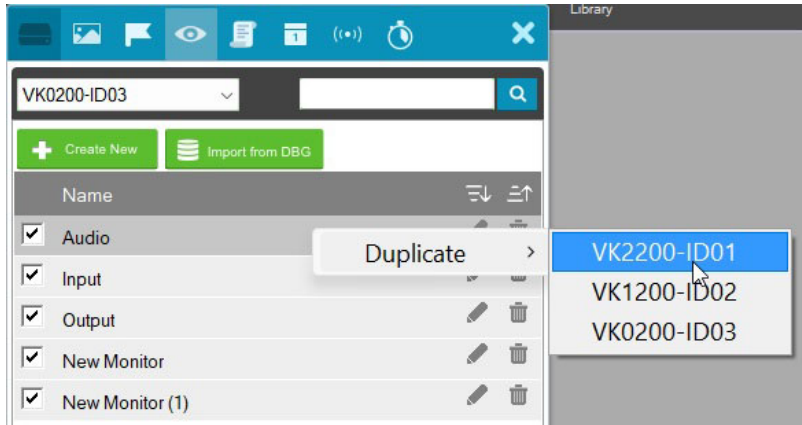 Library
1
VK0200-ID03
Create New
Import from DBG
Name
Audio
Duplicate
VK2200-ID01
Input
VK1200-ID02
Output
VK0200-ID03
New Monitor
New Monitor (1)